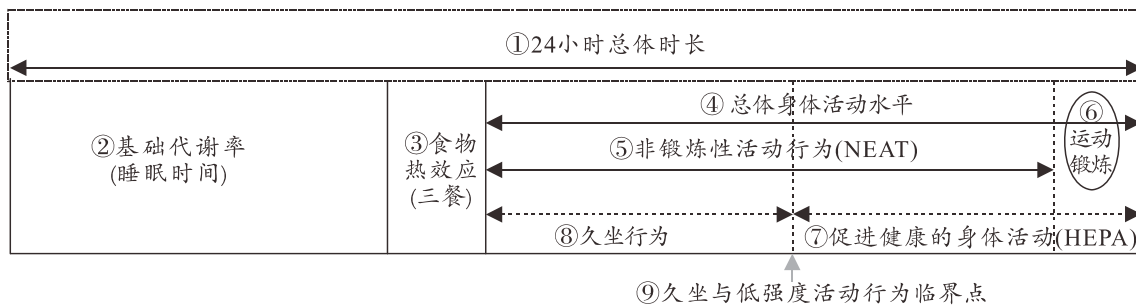 ①24小时总体时长
④ 总体身体活动水平
⑥
运动
锻炼
②基础代谢率
(睡眠时间)
③食物
热效应
(三餐)
⑤非锻炼性活动行为(NEAT)
⑧久坐行为
⑦促进健康的身体活动(HEPA)
⑨久坐与低强度活动行为临界点